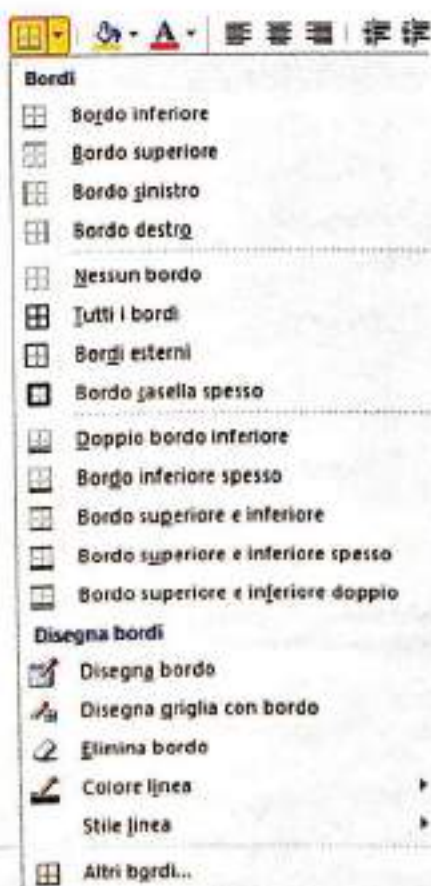 A
Bordi
Bordo inferiore
Bordo superiore
Bordo sinistro
Bordo destro
Nessun bordo
Tutti i bordi
Bordi esterni
Bordo casella spesso
Doppio bordo inferiore
Bordo inferiore spesso
Bordo superiore e inferiore
Bordo superiore e inferiore spesso
Bordo superiore e inferiore doppio
Disegna bordi
Disegna bordo
Disegna griglia con bordo
Elimina bordo
Colore linea
Stile linea
Altri bordi...